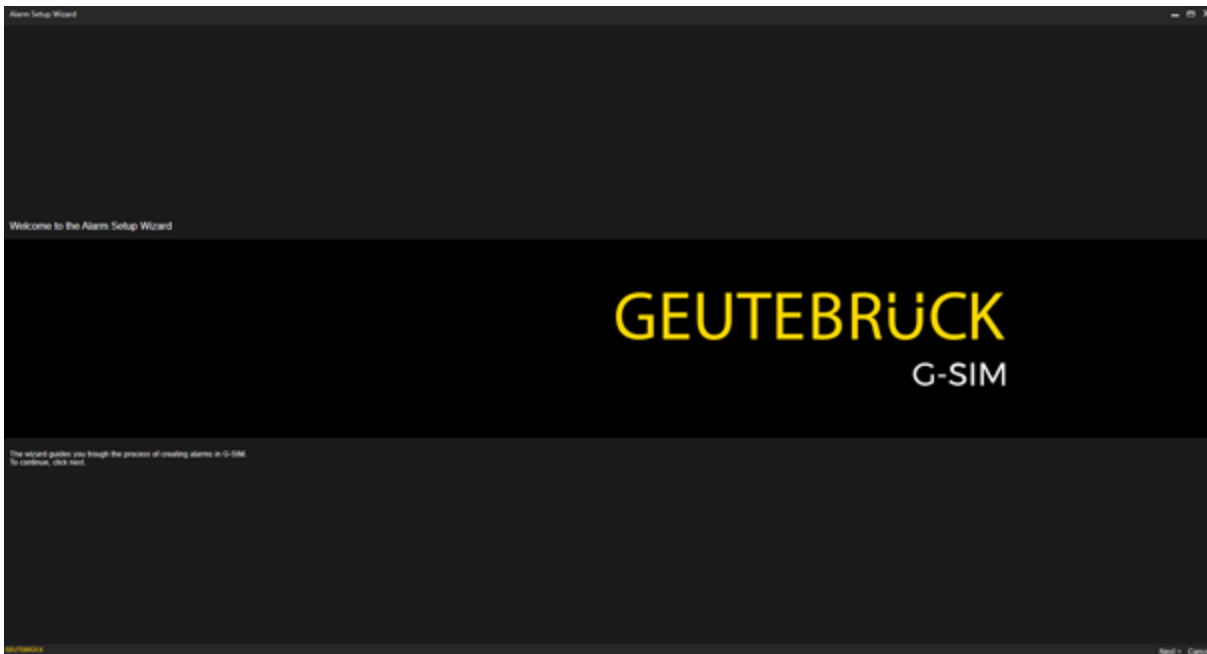 Alarm Setup Wizard
Welcome to the Alarm Setup Wizard
GEUTEBRÜCK
G-SIM
The wizard guides you trough the process of creating alarms in G-SIM.
To continue, click next.
GEUTEBRÜCK
Next >